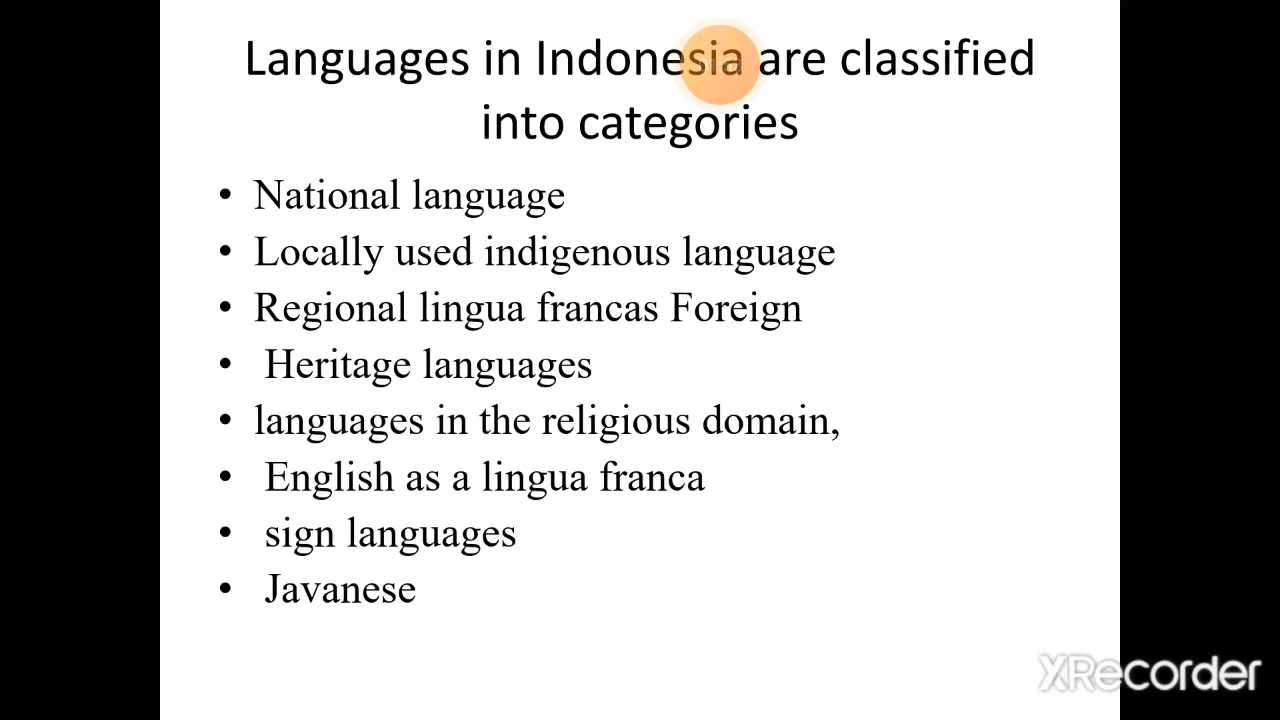 Languages in Indonesia are classified
into categories
• National language
• Locally used indigenous language
• Regional lingua francas Foreign
• Heritage languages
• languages in the religious domain,
• English as a lingua franca
• sign languages
• Javanese
XRecorder